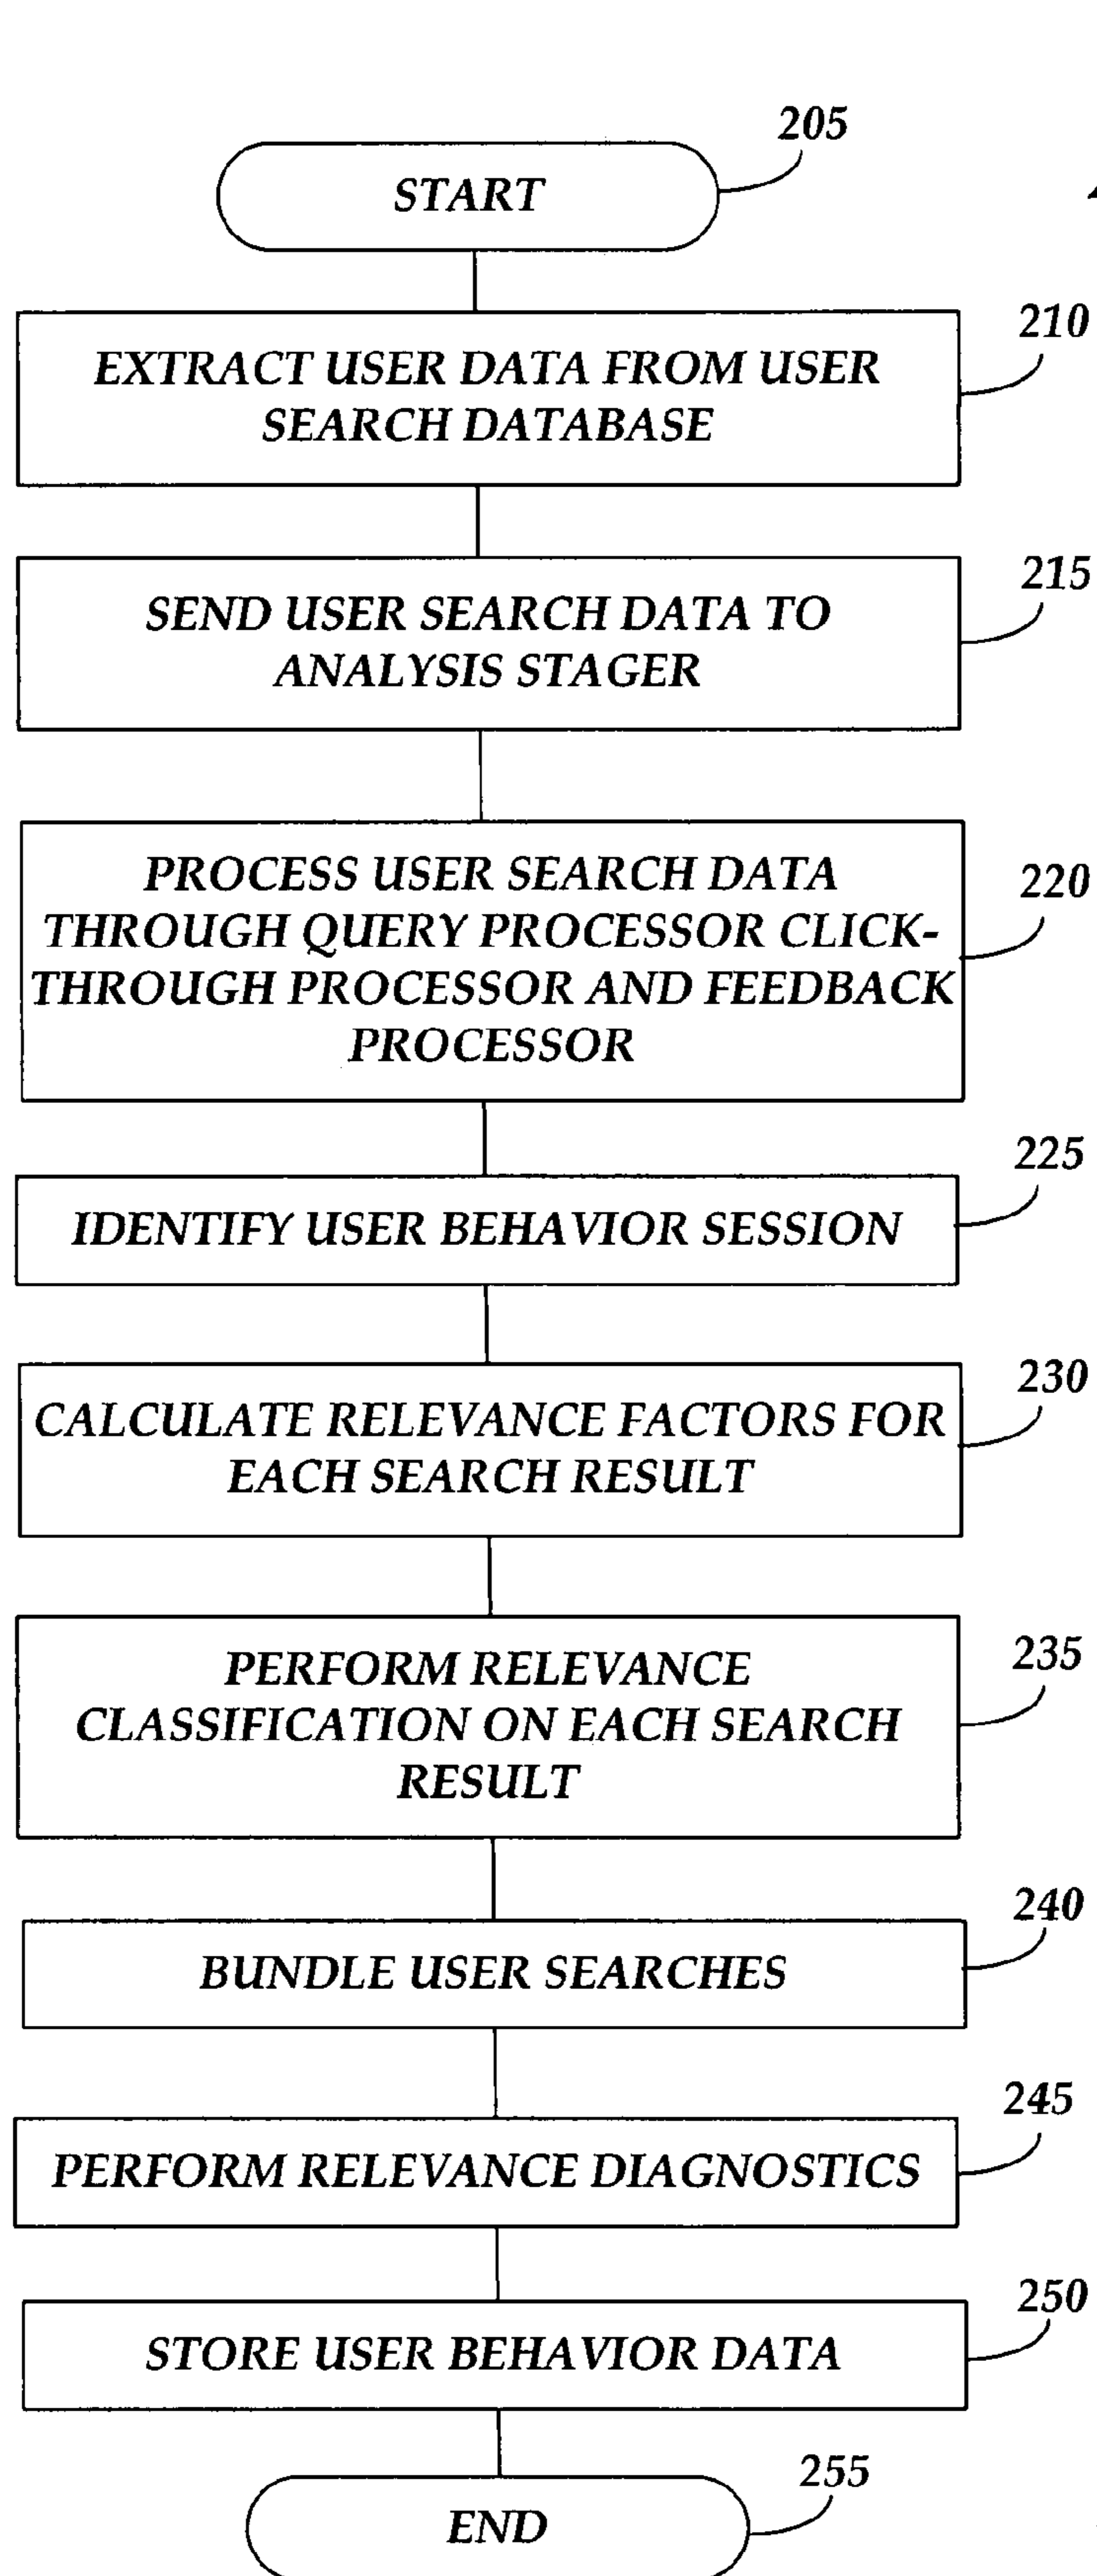 205
START
210
EXTRACT USER DATA FROM USER
SEARCH DATABASE
215
SEND USER SEARCH DATA TO
ANALYSIS STAGER
220
PROCESS USER SEARCH DATA
THROUGH QUERY PROCESSOR CLICK-
THROUGH PROCESSOR AND FEEDBACK
PROCESSOR
225
IDENTIFY USER BEHAVIOR SESSION
230
CALCULATE RELEVANCE FACTORS FOR
EACH SEARCH RESULT
235
PERFORM RELEVANCE
CLASSIFICATION ON EACH SEARCH
RESULT
240
BUNDLE USER SEARCHES
245
PERFORM RELEVANCE DIAGNOSTICS
250
STORE USER BEHAVIOR DATA
255
END